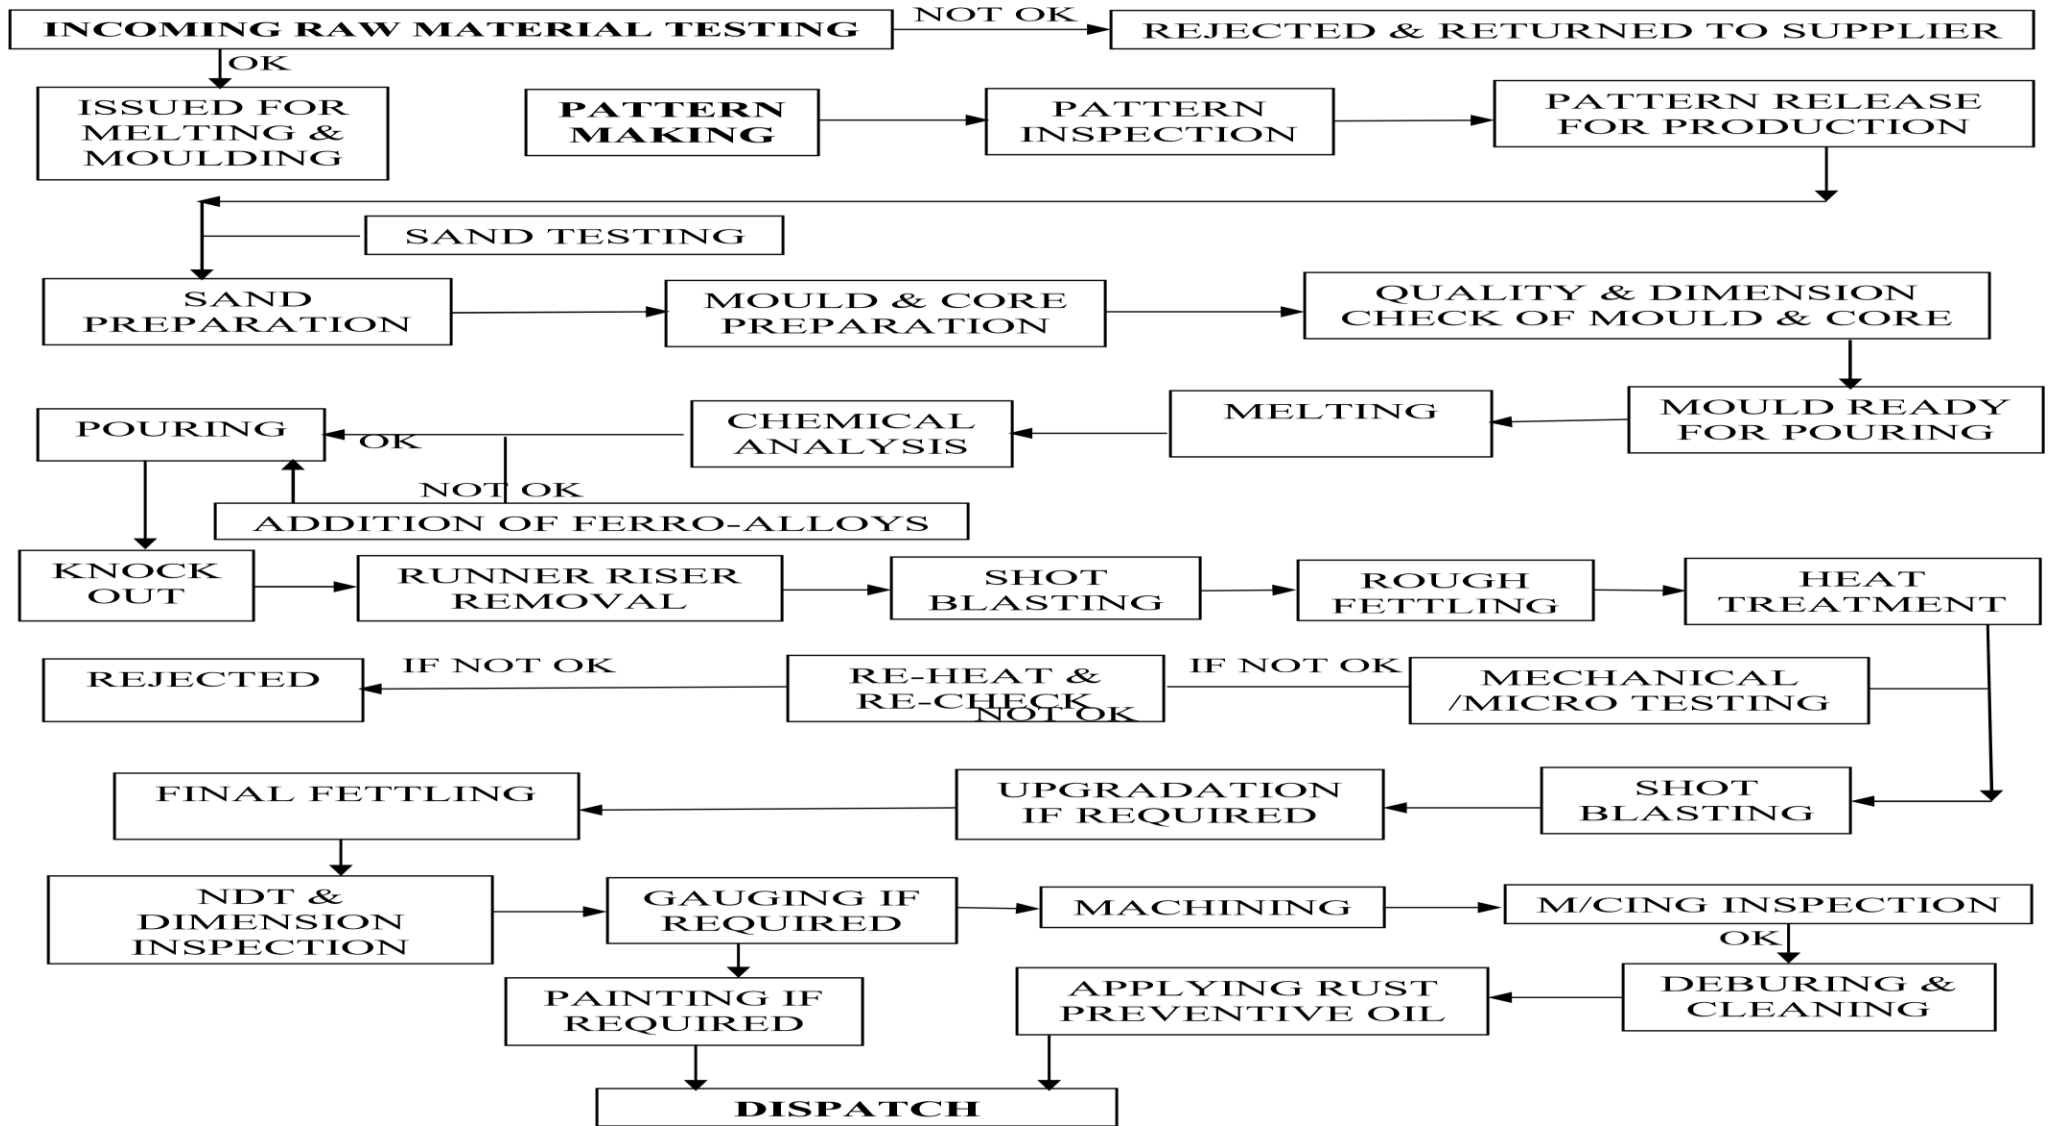 INCOMING RAW MATERIAL TESTING
NOT OK
REJECTED & RETURNED TO SUPPLIER
OK
ISSUED FOR
MELTING &
MOULDING
PATTERN
MAKING
PATTERN
INSPECTION
PATTERN RELEASE
FOR PRODUCTION
SAND TESTING
SAND
PREPARATION
MOULD & CORE
PREPARATION
QUALITY & DIMENSION
CHECK OF MOULD & CORE
MOULD READY
FOR POURING
MELTING
CHEMICAL
ANALYSIS
OK
POURING
NOT OK
ADDITION OF FERRO-ALLOYS
KNOCK
OUT
RUNNER RISER
REMOVAL
SHOT
BLASTING
ROUGH
FETTLING
HEAT
TREATMENT
MECHANICAL
/MICRO TESTING
IF NOT OK
RE-HEAT &
RE-CHECK
NOT OK
IF NOT OK
REJECTED
SHOT
BLASTING
UPGRADATION
IF REQUIRED
FINAL FETTLING
NDT &
DIMENSION
INSPECTION
GAUGING IF
REQUIRED
MACHINING
M/CING INSPECTION
OK
DEBURING &
CLEANING
APPLYING RUST
PREVENTIVE OIL
PAINTING IF
REQUIRED
DISPATCH